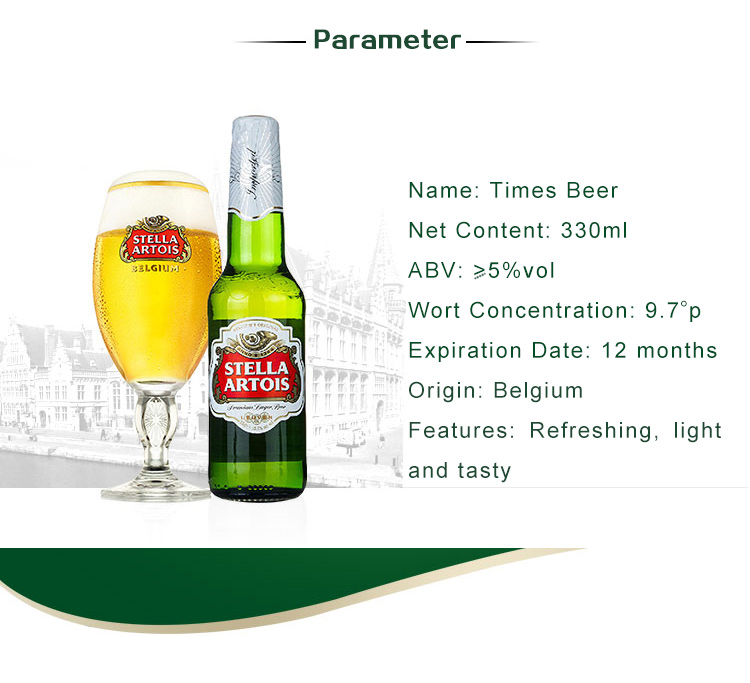 Parameter
Imported
STELLA
ARTOIS
BELGIUM
STELLA
ARTOIS
Premium Lager Beer
Name: Times Beer
Net Content: 330ml
ABV: ⩾5%vol
Wort Concentration: 9.7°p
Expiration Date: 12 months
Origin: Belgium
Features: Refreshing, light
and tasty